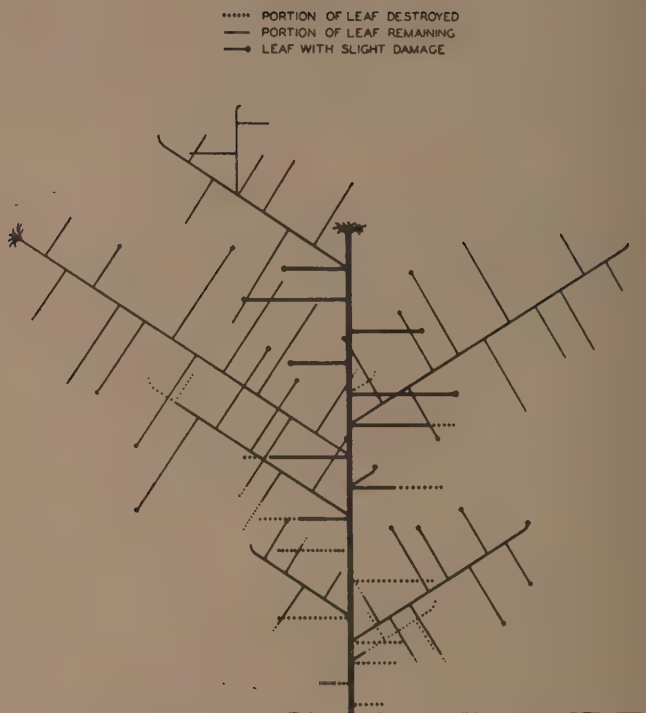 PORTION OF LEAF DESTROYED
PORTION OF LEAF REMAINING
LEAF WITH SLIGHT DAMAGE